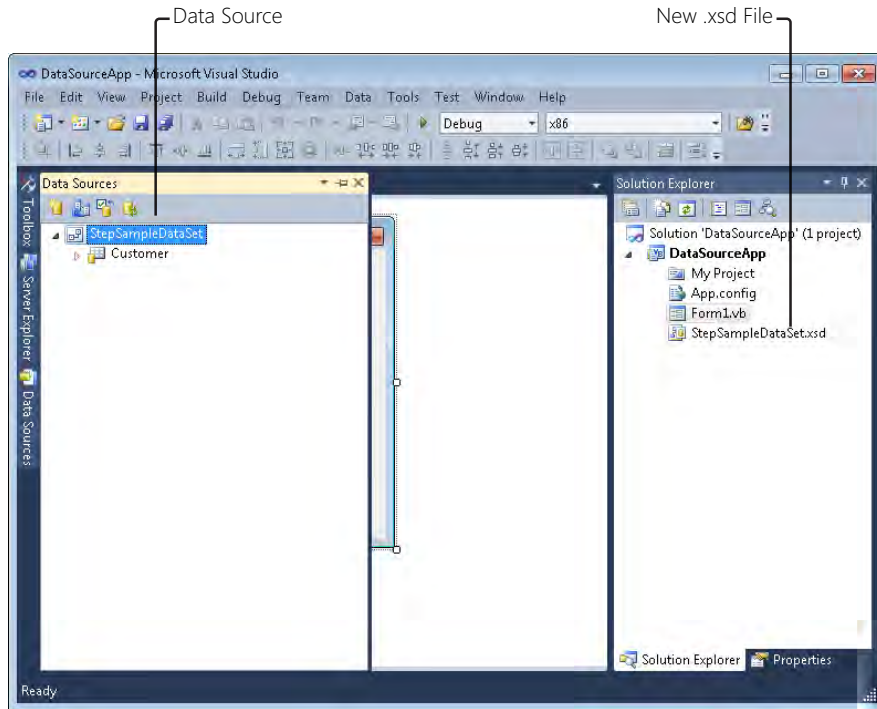 Data Source
New .xsd File
DataSourceApp - Microsoft Visual Studio
File Edit View Project Build Debug Team Data Tools Test Window Help
Debug
x86
Data Sources
StepSampleDataSet
Customer
Toolbox
Server Explorer
Data Sources
Solution Explorer
Solution 'DataSourceApp' (1 project)
DataSourceApp
My Project
App.config
Form1.vb
StepSampleDataSet.xsd
Solution Explorer
Properties
Ready